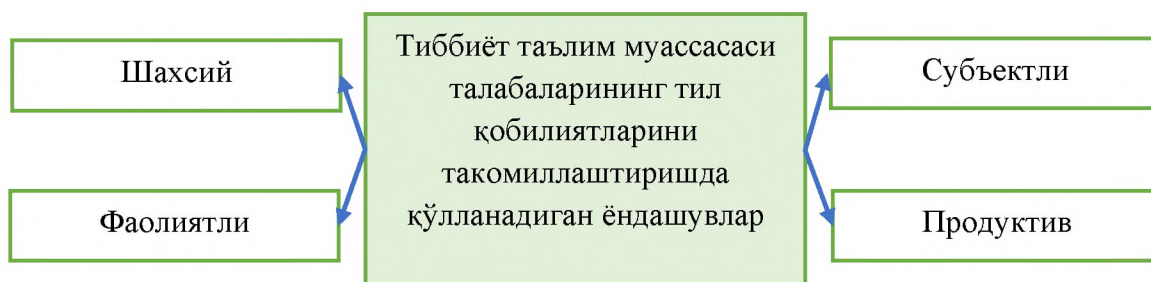 Шахсий
Фаолиятли
Тиббиёт таълим муассасаси
талабаларининг тил
қобилиятларини
такомиллаштиришда
қўлланадиган ёндашувлар
Субъектли
Продуктив